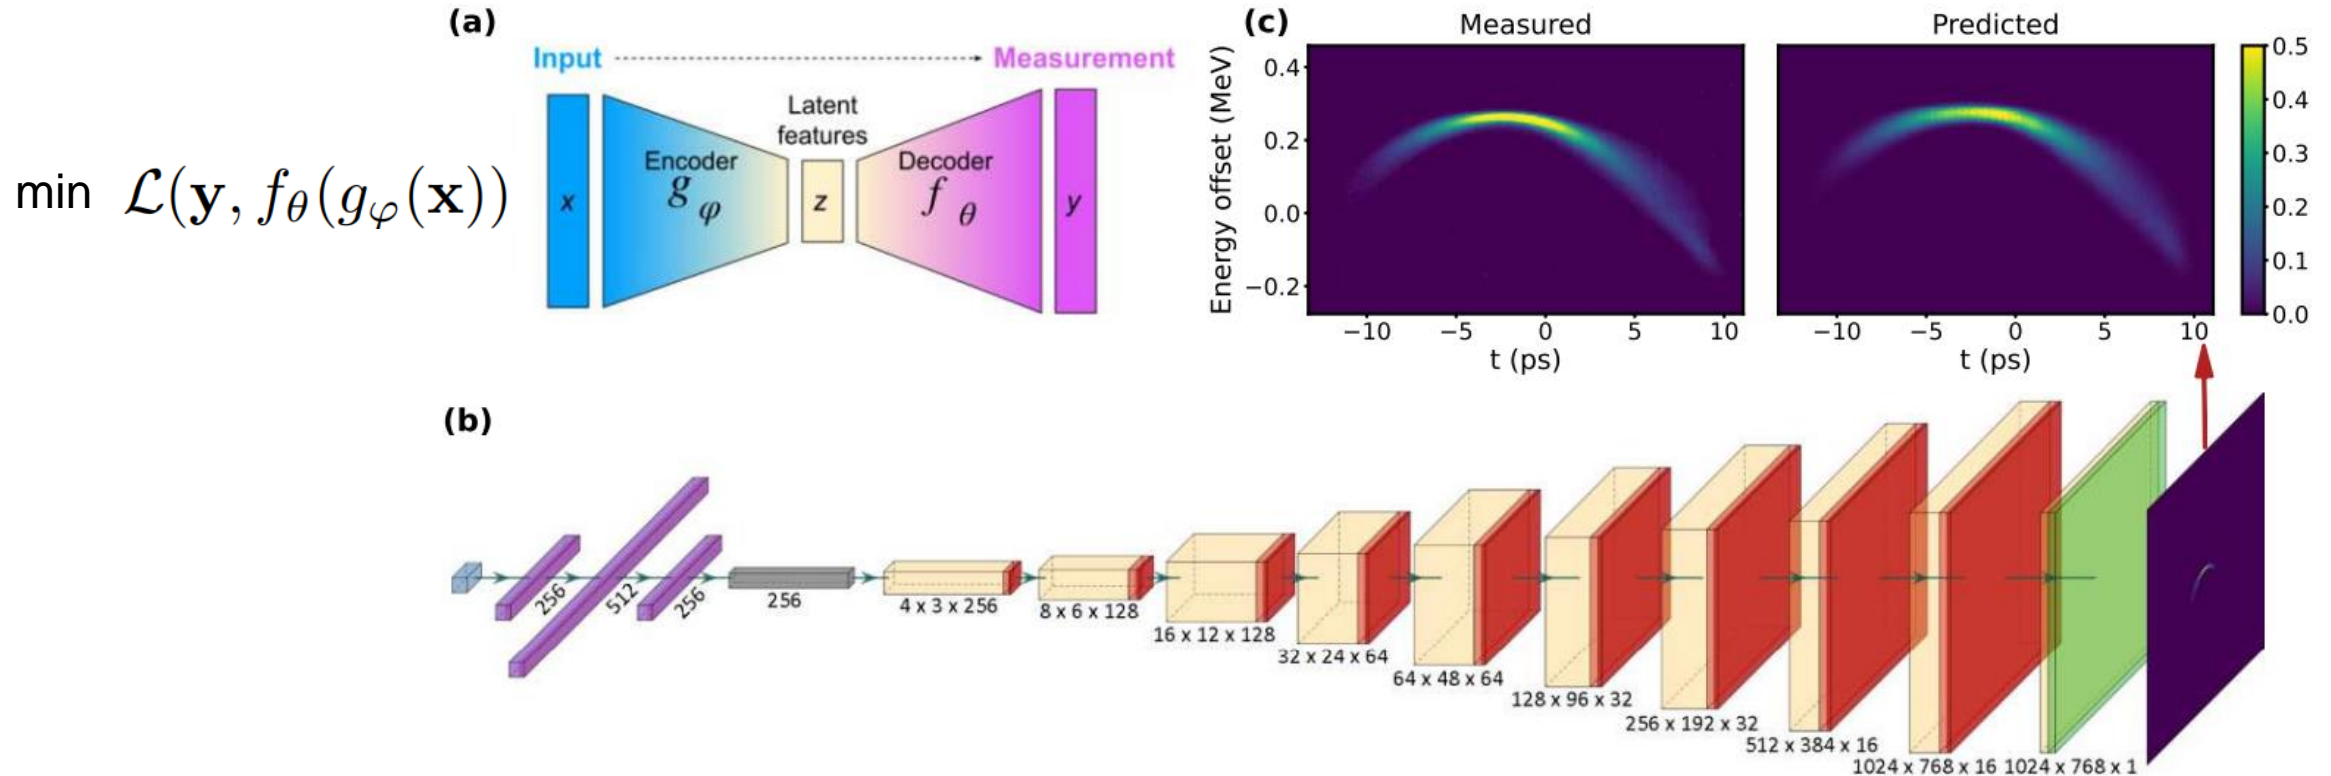 min ℒ(y, f_θ(g_φ(x))
(a)
Input
Measurement
x
Encoder
g φ
Latent
features
z
Decoder
f θ
y
(c)
Measured
Predicted
Energy offset (MeV)
0.4
0.2
0.0
−0.2
−10 −5 0 5 10
t (ps)
−10 −5 0 5 10
t (ps)
0.5
0.4
0.3
0.2
0.1
0.0
(b)
256
512
256
256
4 x 3 x 256
8 x 6 x 128
16 x 12 x 128
32 x 24 x 64
64 x 48 x 64
128 x 96 x 32
256 x 192 x 32
512 x 384 x 16
1024 x 768 x 16
1024 x 768 x 1